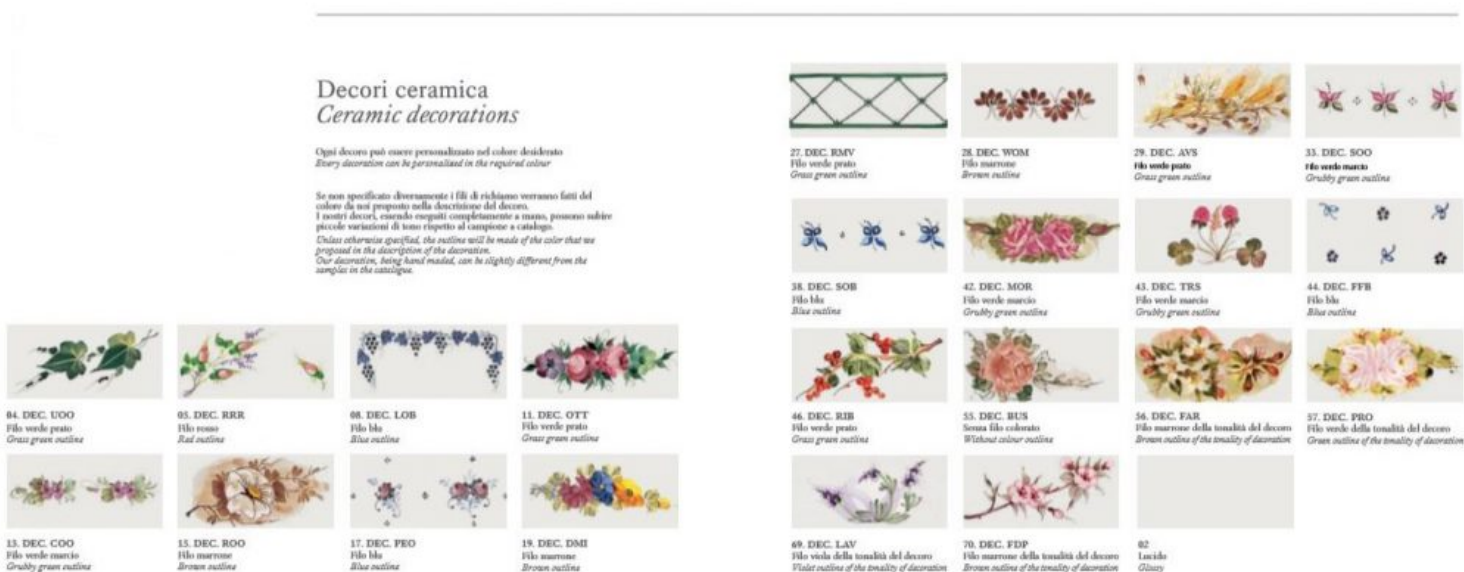 Decori ceramica
Ceramic decorations
Ogni decoro può essere personalizzato nel colore desiderato
Every decoration can be personalised in the required colour
Se non specificato diversamente i fili di richiamo verranno fatti del
colore da noi proposto nella descrizione del decoro.
I nostri decori, essendo eseguiti completamente a mano, possono subire
piccole variazioni di tono rispetto al campione a catalogo.
Unless otherwise specified, the outline will be made of the color that we
proposed in the description of the decoration.
Our decoration, being hand maded, can be slightly different from the
samples in the catalogue.
04. DEC. UOO
Filo verde prato
Grass green outline
05. DEC. RRR
Filo rosso
Red outline
08. DEC. LOB
Filo blu
Blue outline
11. DEC. OTT
Filo verde prato
Grass green outline
13. DEC. COO
Filo verde marcio
Grubby green outline
15. DEC. ROO
Filo marrone
Brown outline
17. DEC. PEO
Filo blu
Blue outline
19. DEC. DMI
Filo marrone
Brown outline
27. DEC. RMV
Filo verde prato
Grass green outline
28. DEC. WOM
Filo marrone
Brown outline
29. DEC. AVS
Filo verde prato
Grass green outline
33. DEC. SOO
Filo verde marcio
Grubby green outline
38. DEC. SOB
Filo blu
Blue outline
42. DEC. MOR
Filo verde marcio
Grubby green outline
43. DEC. TRS
Filo verde marcio
Grubby green outline
44. DEC. FFB
Filo blu
Blue outline
46. DEC. RIB
Filo verde prato
Grass green outline
55. DEC. BUS
Senza filo colorato
Without colour outline
56. DEC. FAR
Filo marrone della tonalità del decoro
Brown outline of the tonality of decoration
57. DEC. PRO
Filo verde della tonalità del decoro
Green outline of the tonality of decoration
69. DEC. LAV
Filo viola della tonalità del decoro
Violet outline of the tonality of decoration
70. DEC. FDP
Filo marrone della tonalità del decoro
Brown outline of the tonality of decoration
02
Lucido
Glossy